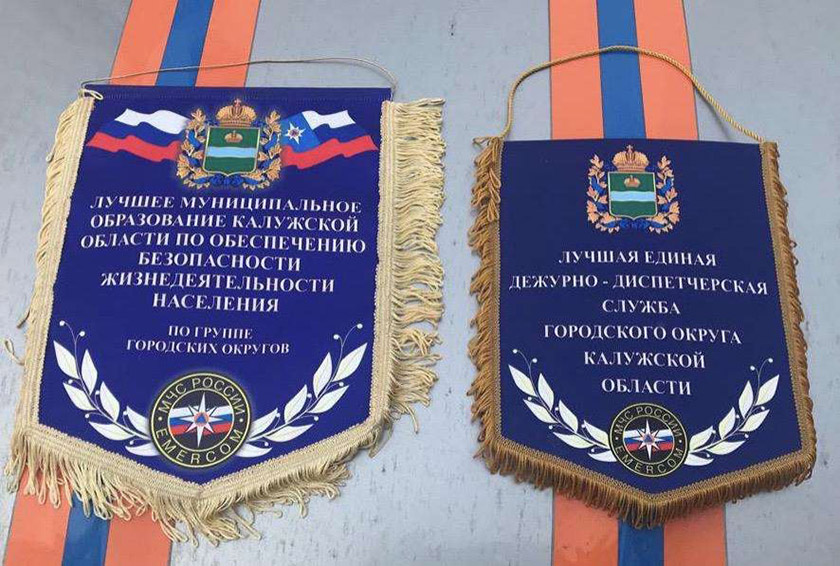 ЛУЧШЕЕ МУНИЦИПАЛЬНОЕ
ОБРАЗОВАНИЕ КАЛУЖСКОЙ
ОБЛАСТИ ПО ОБЕСПЕЧЕНИЮ
БЕЗОПАСНОСТИ
ЖИЗНЕДЕЯТЕЛЬНОСТИ
НАСЕЛЕНИЯ
ПО ГРУППЕ
ГОРОДСКИХ ОКРУГОВ
МЧС РОССИИ
EMERCOM
ЛУЧШАЯ ЕДИНАЯ
ДЕЖУРНО - ДИСПЕТЧЕРСКАЯ
СЛУЖБА
ГОРОДСКОГО ОКРУГА
КАЛУЖСКОЙ
ОБЛАСТИ
МЧС РОССИИ
EMERCOM